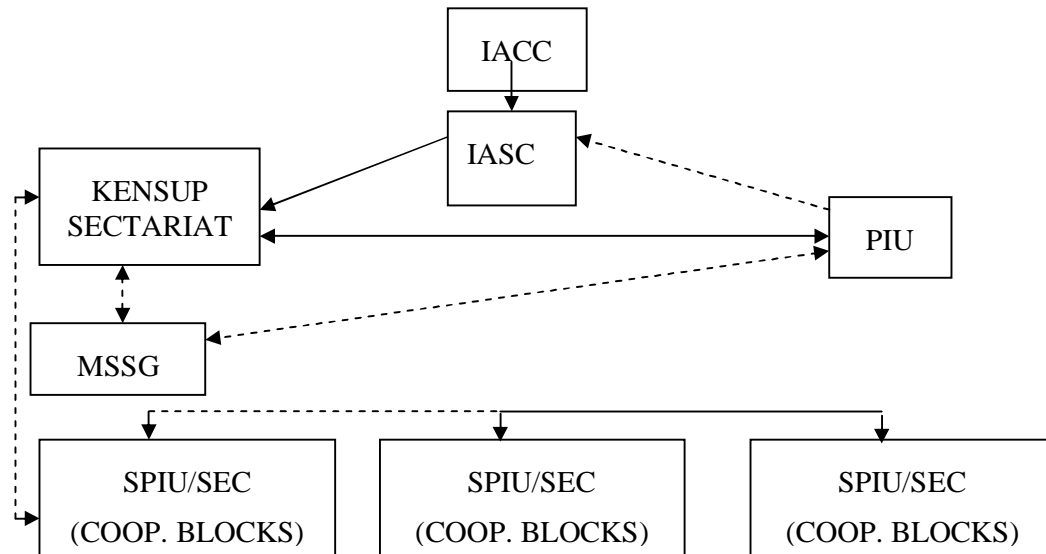 IACC
IASC
KENSUP
SECTARIAT
PIU
MSSG
SPIU/SEC
(COOP. BLOCKS)
SPIU/SEC
(COOP. BLOCKS)
SPIU/SEC
(COOP. BLOCKS)